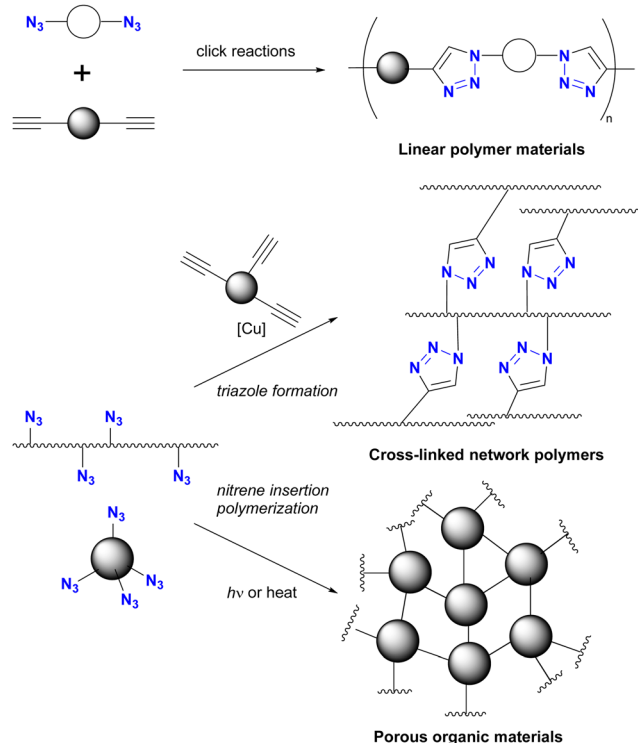 N3 N3
+
click reactions
N N N N N N
n
Linear polymer materials
[Cu]
triazole formation
N N N N N N
N N N N N N
N3 N3
N3 N3
Cross-linked network polymers
nitrene insertion
polymerization
N3
N3 N3
N3
hν or heat
Porous organic materials